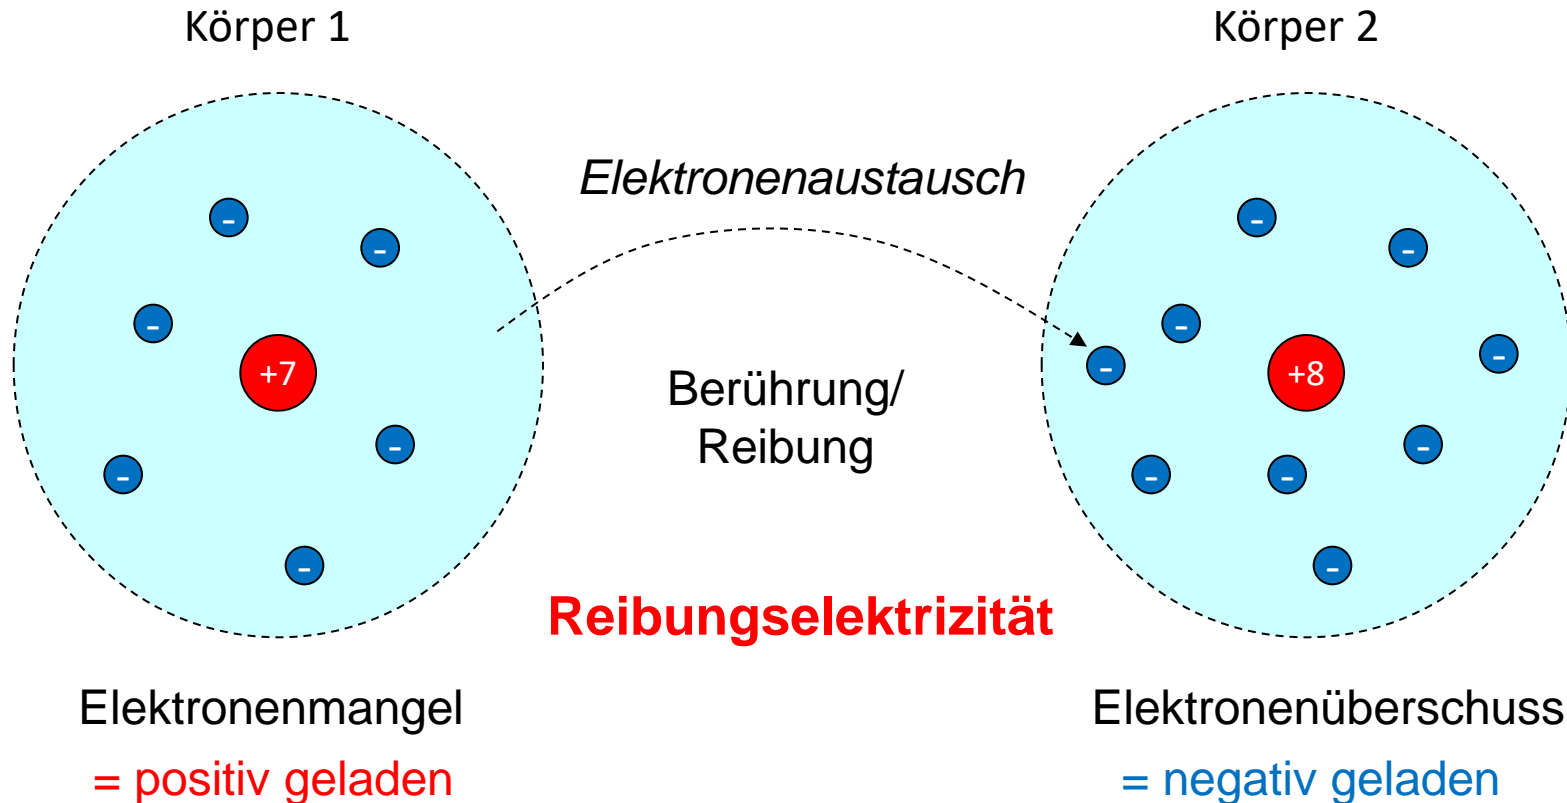 Körper 1
Körper 2
Elektronenaustausch
-
-
-
-
-
-
+7
-
-
-
-
-
-
-
-
-
+8
Berührung/
Reibung
Reibungselektrizität
Elektronenmangel
= positiv geladen
Elektronenüberschuss
= negativ geladen